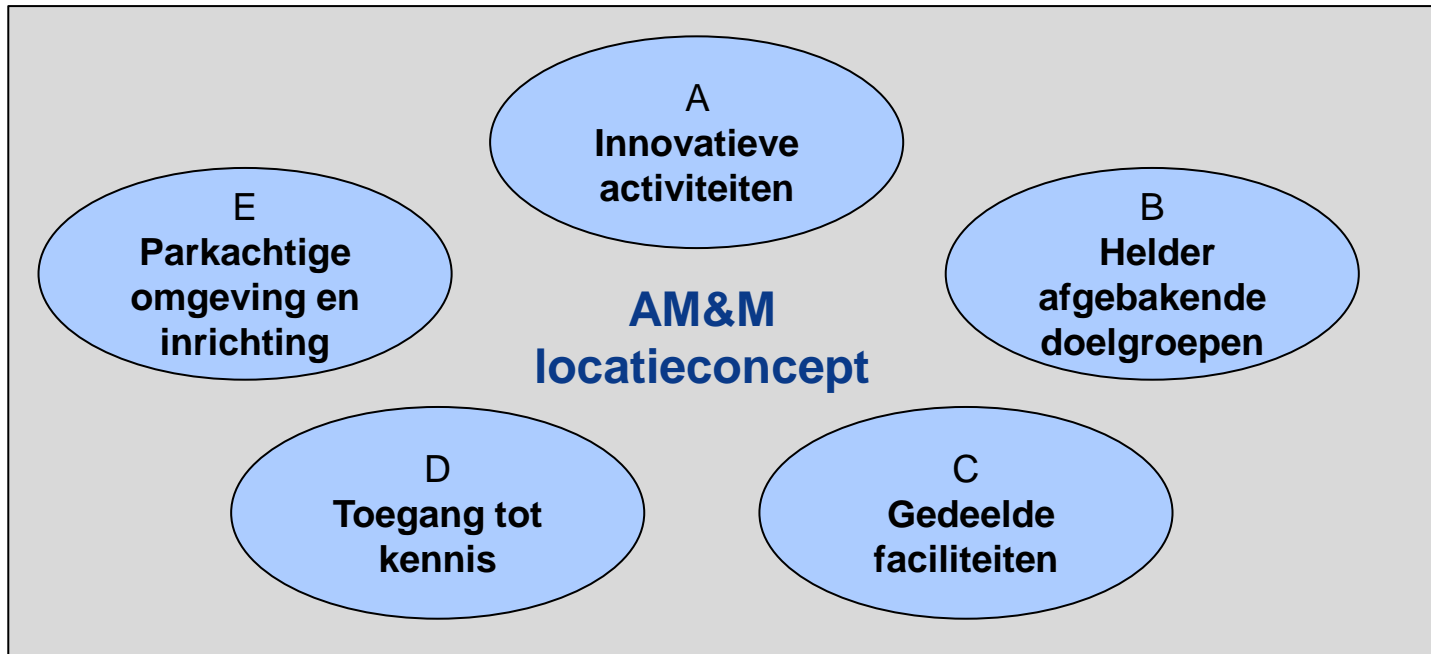 A
Innovatieve
activiteiten
B
Helder
afgebakende
doelgroepen
C
Gedeelde
faciliteiten
D
Toegang tot
kennis
E
Parkachtige
omgeving en
inrichting
AM&M
locatieconcept